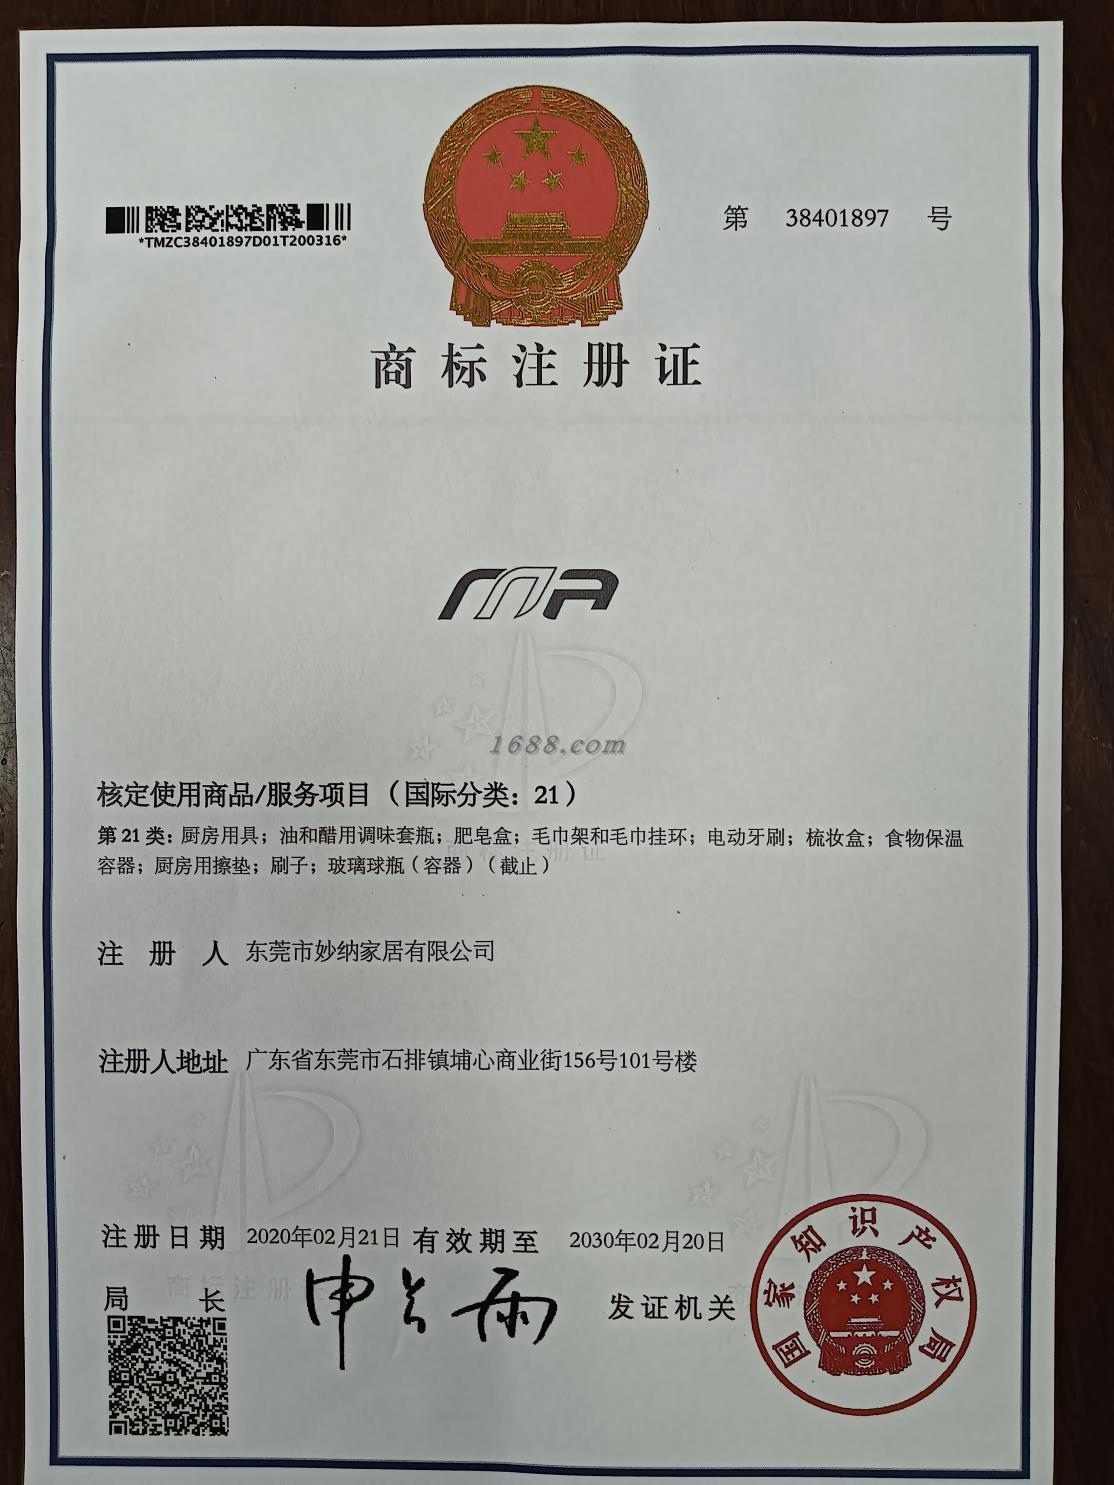 第 38401897 号
*TMZC38401897D01T200316*
商标注册证
1688.com
核定使用商品/服务项目（国际分类：21）
第21类：厨房用具；油和醋用调味套瓶；肥皂盒；毛巾架和毛巾挂环；电动牙刷；梳妆盒；食物保温
容器；厨房用擦垫；刷子；玻璃球瓶（容器）（截止）
商标注册证
注册人 东莞市妙纳家居有限公司
注册人地址 广东省东莞市石排镇埔心商业街156号101号楼
注册日期 2020年02月21日 有效期至 2030年02月20日
局长 申长雨 发证机关
国家知识产权局